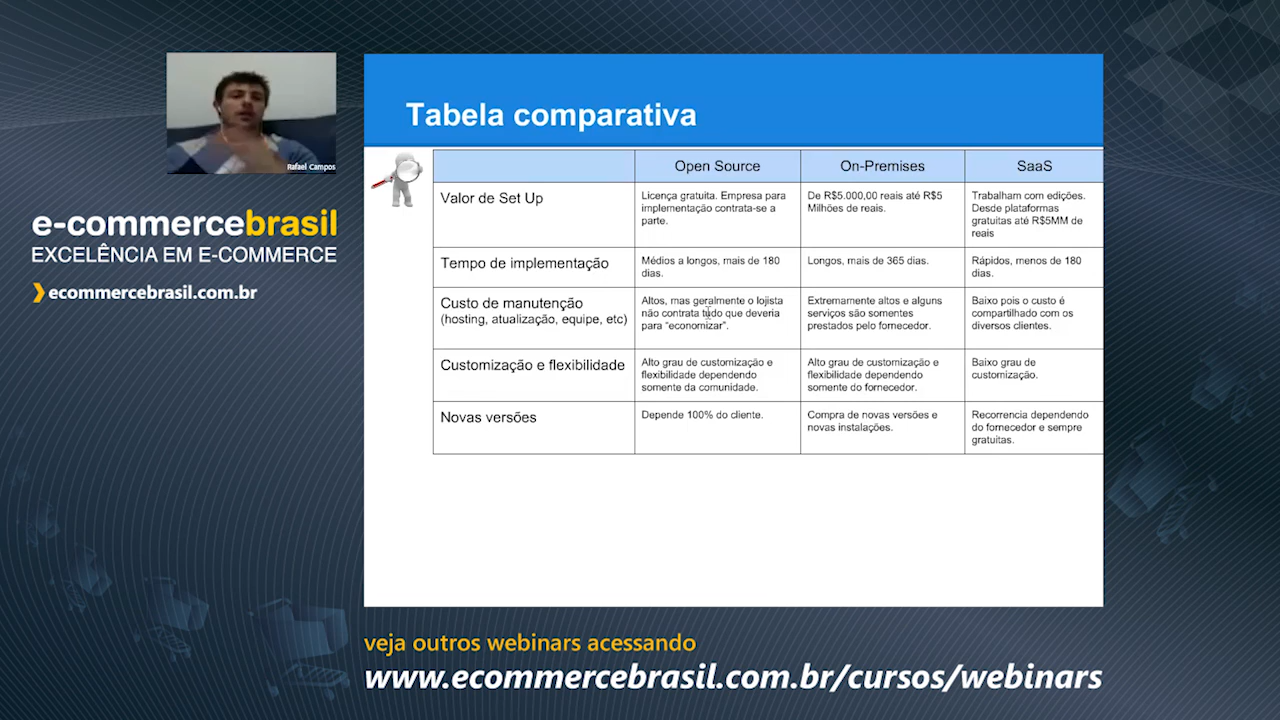 Rafael Campos
e-commercebrasil
EXCELÊNCIA EM E-COMMERCE
ecommercebrasil.com.br
Tabela comparativa
Open Source
On-Premises
SaaS
Valor de Set Up
Licença gratuita. Empresa para
implementação contrata-se a
parte.
De R$5.000,00 reais até R$5
Milhões de reais.
Trabalham com edições.
Desde plataformas
gratuitas até R$5MM de
reais
Tempo de implementação
Médios a longos, mais de 180
dias.
Longos, mais de 365 dias.
Rápidos, menos de 180
dias.
Custo de manutenção
(hosting, atualização, equipe, etc)
Altos, mas geralmente o lojista
não contrata tudo que deveria
para “economizar”.
Extremamente altos e alguns
serviços são somentes
prestados pelo fornecedor.
Baixo pois o custo é
compartilhado com os
diversos clientes.
Customização e flexibilidade
Alto grau de customização e
flexibilidade dependendo
somente da comunidade.
Alto grau de customização e
flexibilidade dependendo
somente do fornecedor.
Baixo grau de
customização.
Novas versões
Depende 100% do cliente.
Compra de novas versões e
novas instalações.
Recorrencia dependendo
do fornecedor e sempre
gratuitas.
veja outros webinars acessando
www.ecommercebrasil.com.br/cursos/webinars